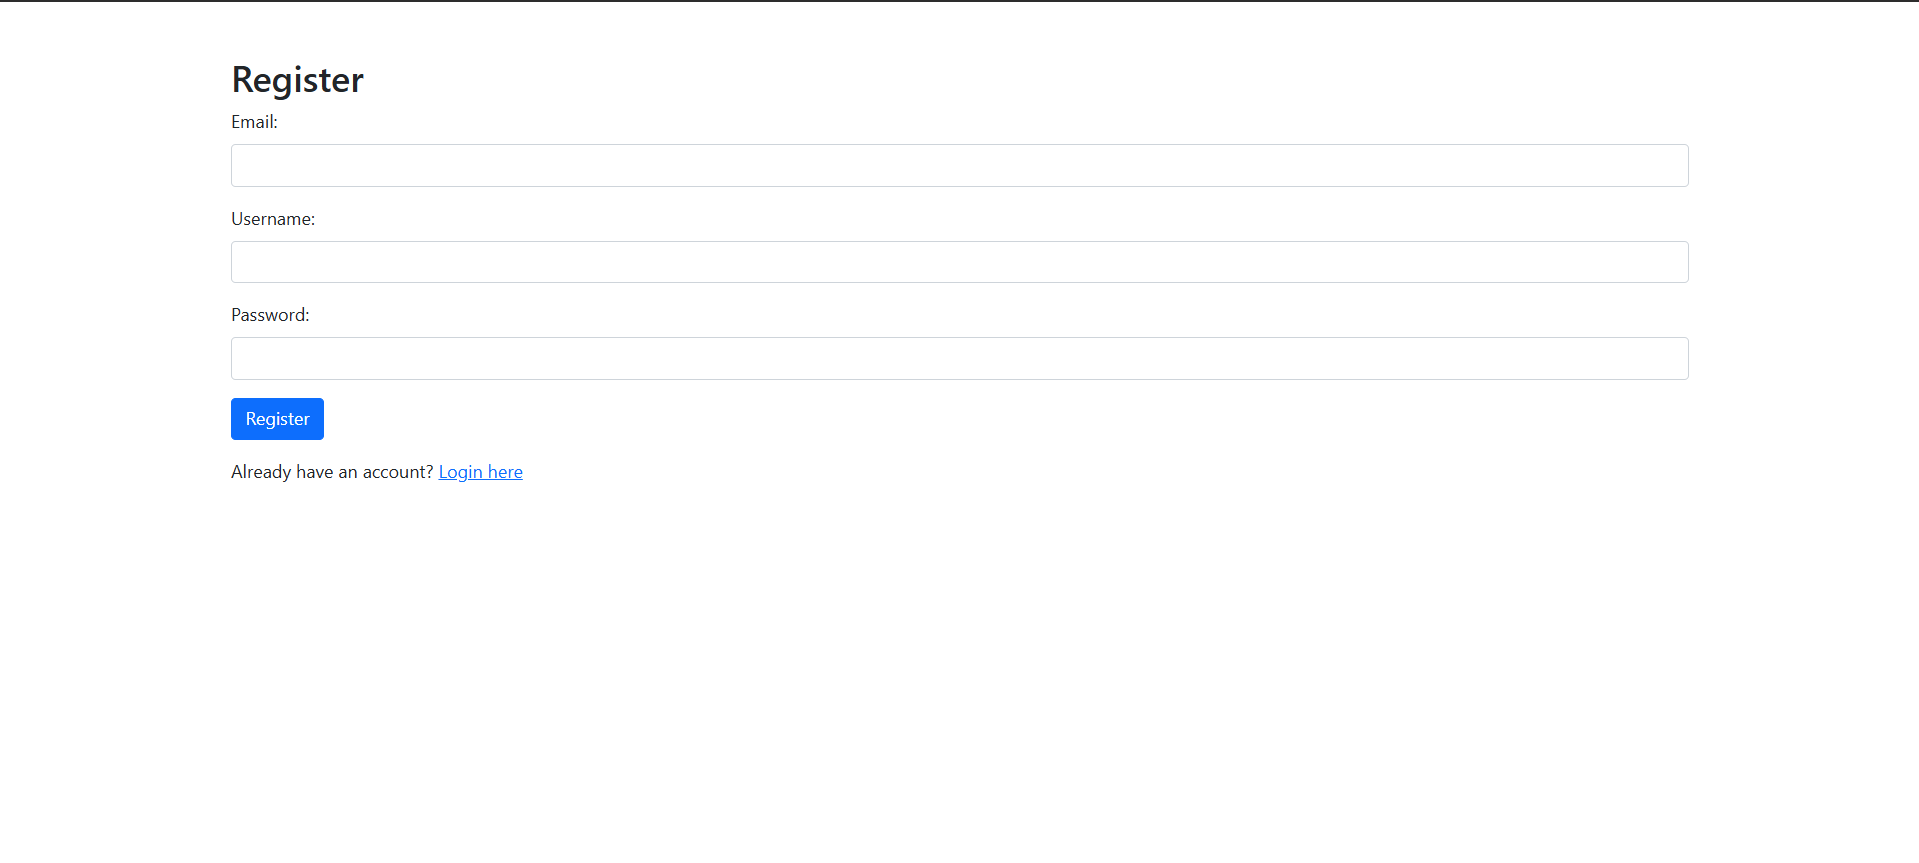 Register
Email:
Username:
Password:
Register
Already have an account? Login here